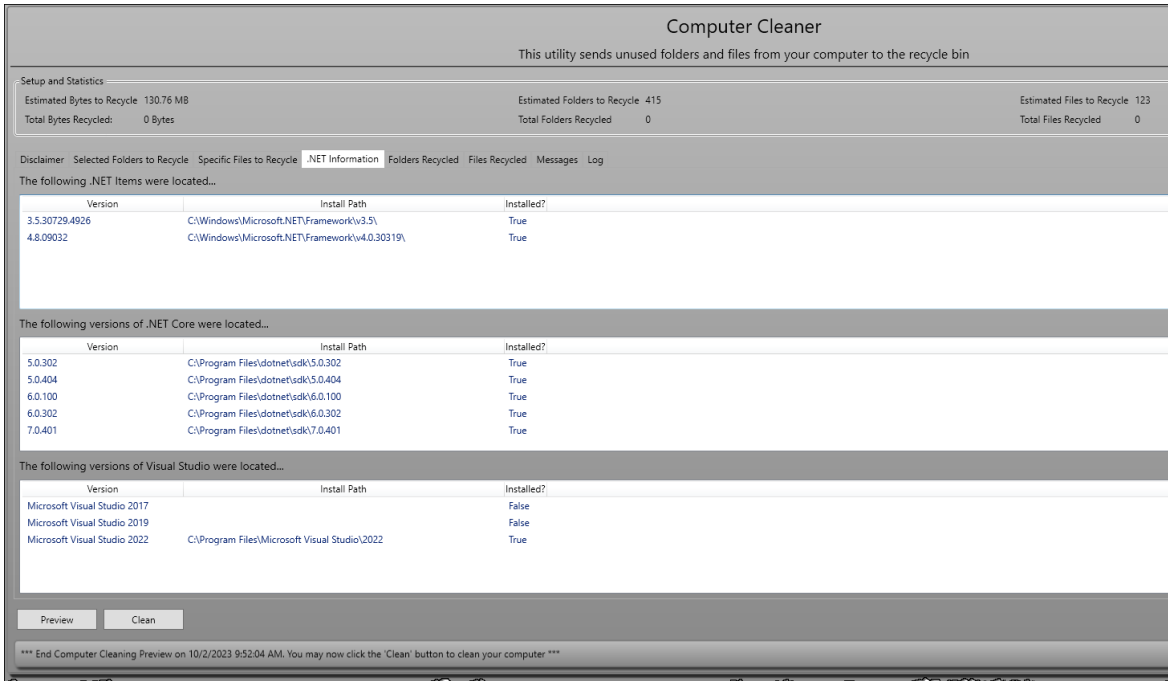 Computer Cleaner
This utility sends unused folders and files from your computer to the recycle bin
Setup and Statistics
Estimated Bytes to Recycle 130.76 MB Estimated Folders to Recycle 415 Estimated Files to Recycle 123
Total Bytes Recycled: 0 Bytes Total Folders Recycled 0 Total Files Recycled 0
Disclaimer Selected Folders to Recycle Specific Files to Recycle .NET Information Folders Recycled Files Recycled Messages Log
The following .NET Items were located...
Version Install Path Installed?
3.5.30729.4926 C:\Windows\Microsoft.NET\Framework\v3.5\ True
4.8.09032 C:\Windows\Microsoft.NET\Framework\v4.0.30319\ True
The following versions of .NET Core were located...
Version Install Path Installed?
5.0.302 C:\Program Files\dotnet\sdk\5.0.302 True
5.0.404 C:\Program Files\dotnet\sdk\5.0.404 True
6.0.100 C:\Program Files\dotnet\sdk\6.0.100 True
6.0.302 C:\Program Files\dotnet\sdk\6.0.302 True
7.0.401 C:\Program Files\dotnet\sdk\7.0.401 True
The following versions of Visual Studio were located...
Version Install Path Installed?
Microsoft Visual Studio 2017 False
Microsoft Visual Studio 2019 False
Microsoft Visual Studio 2022 C:\Program Files\Microsoft Visual Studio\2022 True
Preview Clean
*** End Computer Cleaning Preview on 10/2/2023 9:52:04 AM. You may now click the 'Clean' button to clean your computer ***